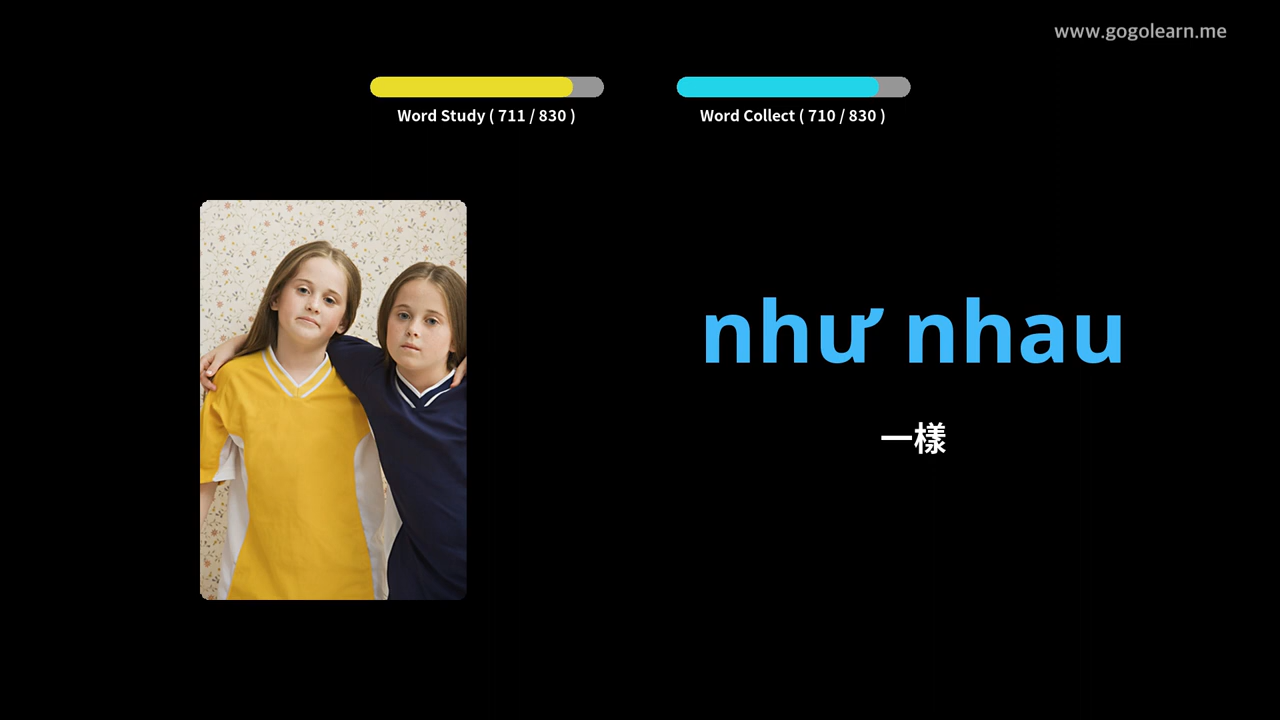 www.gogolearn.me
Word Study ( 711 / 830 )
Word Collect ( 710 / 830 )
như nhau
一樣